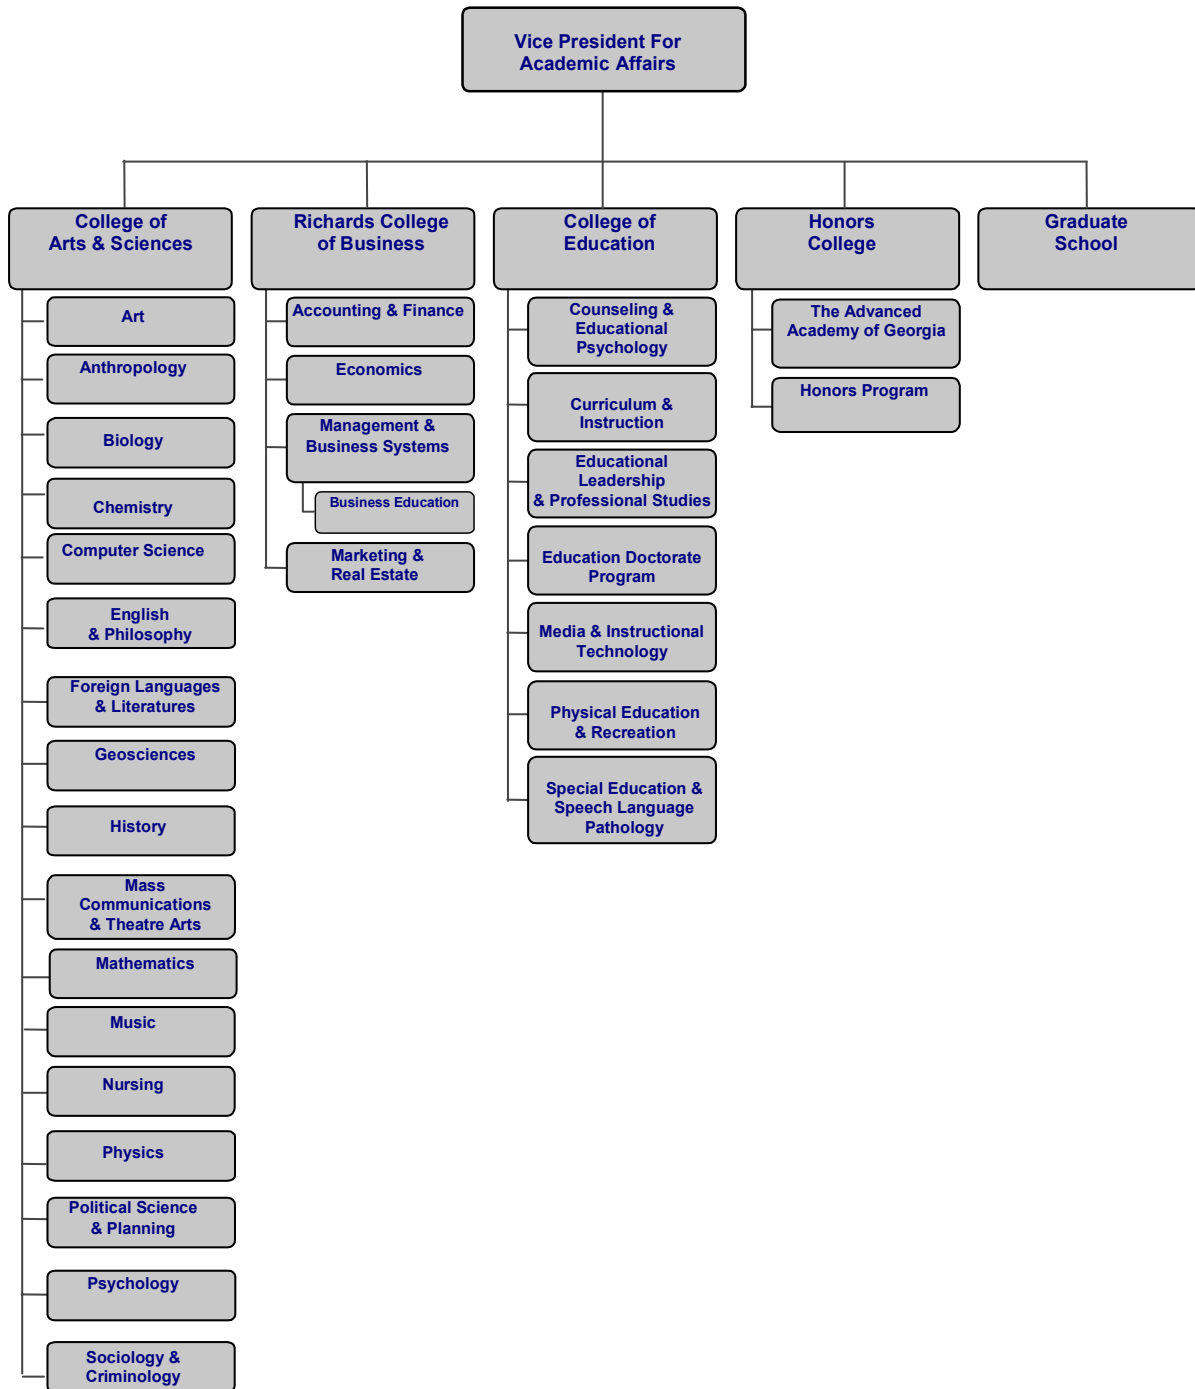 Vice President For
Academic Affairs
College of
Arts & Sciences
Richards College
of Business
College of
Education
Honors
College
Graduate
School
Art
Anthropology
Biology
Chemistry
Computer Science
English
& Philosophy
Foreign Languages
& Literatures
Geosciences
History
Mass
Communications
& Theatre Arts
Mathematics
Music
Nursing
Physics
Political Science
& Planning
Psychology
Sociology &
Criminology
Accounting & Finance
Economics
Management &
Business Systems
Business Education
Marketing &
Real Estate
Counseling &
Educational
Psychology
Curriculum &
Instruction
Educational
Leadership
& Professional Studies
Education Doctorate
Program
Media & Instructional
Technology
Physical Education
& Recreation
Special Education &
Speech Language
Pathology
The Advanced
Academy of Georgia
Honors Program